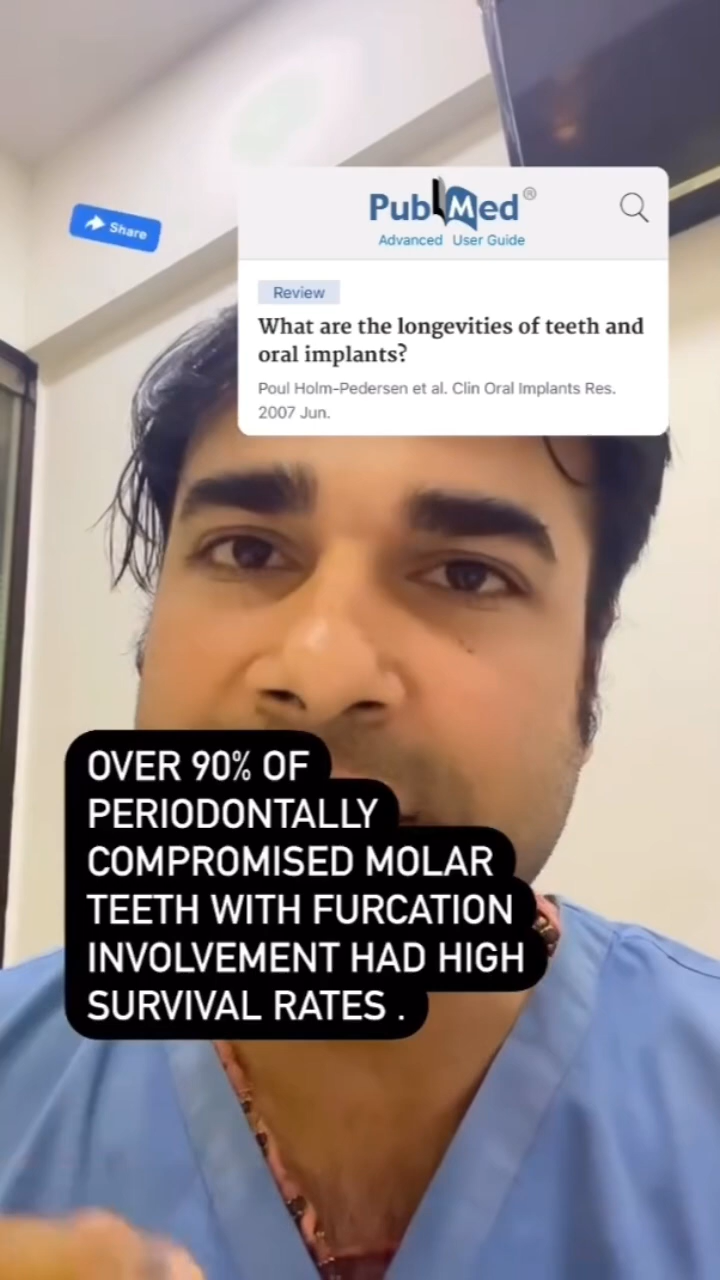 Share
PubMed®
Advanced User Guide
Review
What are the longevities of teeth and
oral implants?
Poul Holm-Pedersen et al. Clin Oral Implants Res.
2007 Jun.
OVER 90% OF
PERIODONTALLY
COMPROMISED MOLAR
TEETH WITH FURCATION
INVOLVEMENT HAD HIGH
SURVIVAL RATES .